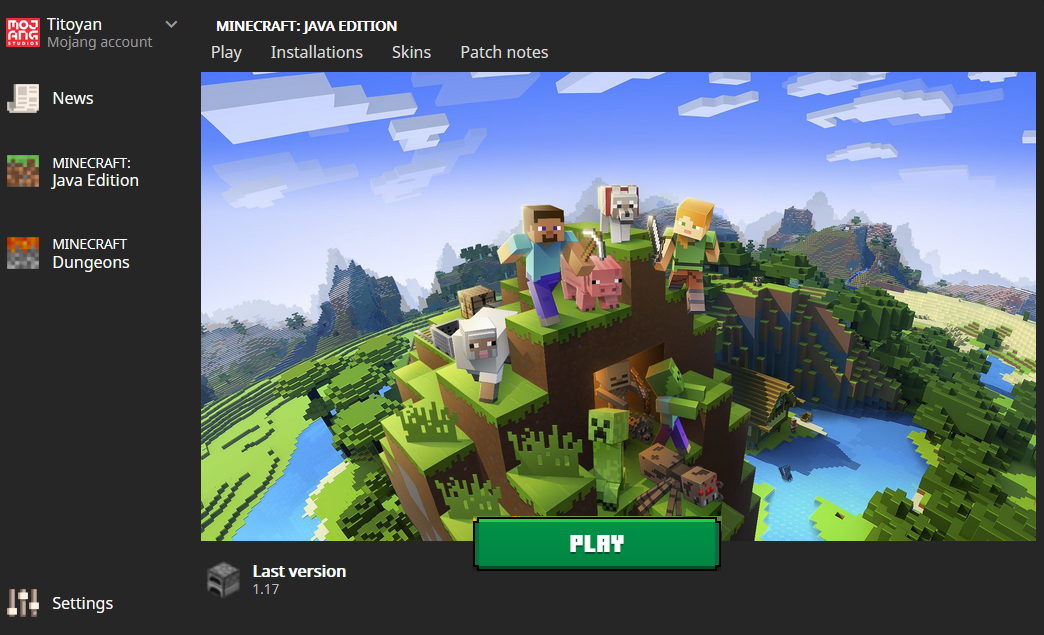 MOJ
ANG
STUDIOS
Titoyan
Mojang account
News
MINECRAFT:
Java Edition
MINECRAFT
Dungeons
Settings
MINECRAFT: JAVA EDITION
Play Installations Skins Patch notes
PLAY
Last version
1.17